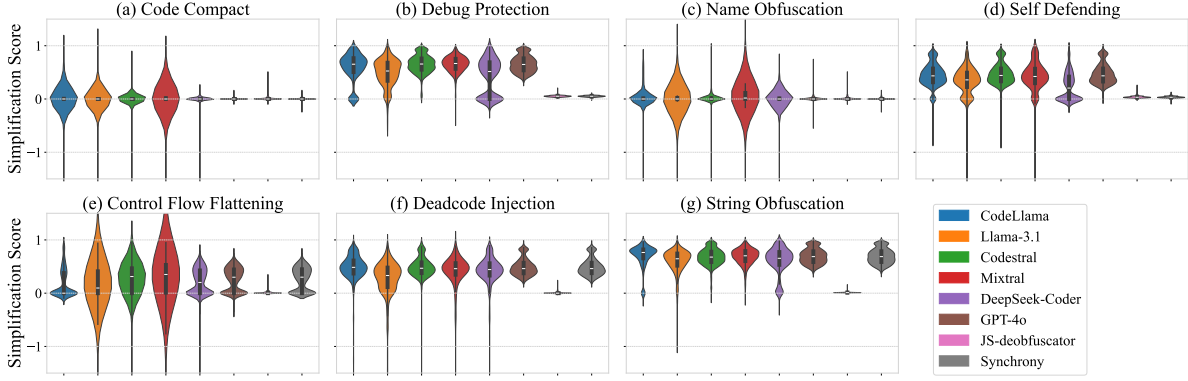 (a) Code Compact
(b) Debug Protection
(c) Name Obfuscation
(d) Self Defending
Simplification Score
1
0
−1
(e) Control Flow Flattening
(f) Deadcode Injection
(g) String Obfuscation
Simplification Score
1
0
−1
CodeLlama
Llama-3.1
Codestral
Mixtral
DeepSeek-Coder
GPT-4o
JS-deobfuscator
Synchrony